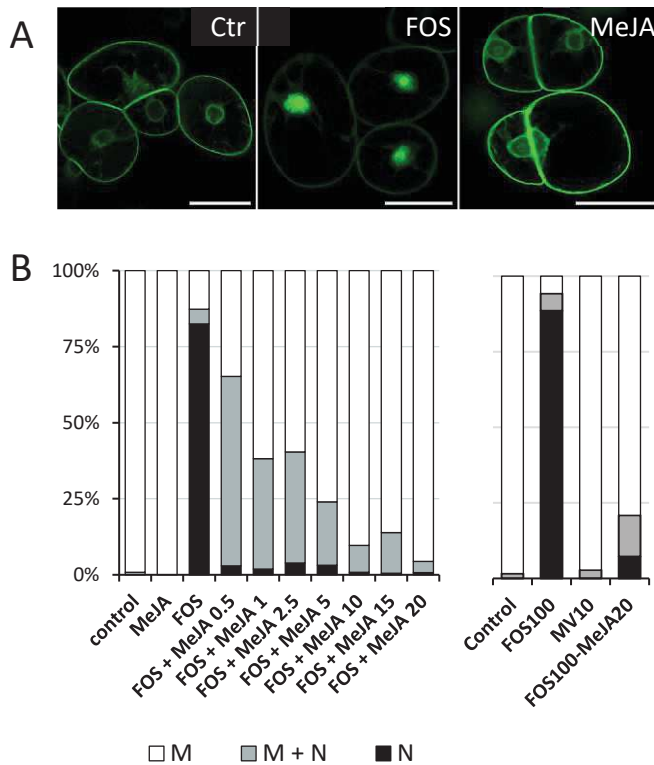 A
Ctr
FOS
MeJA
B
100%
75%
50%
25%
0%
control
MeJA
FOS
FOS + MeJA 0.5
FOS + MeJA 1
FOS + MeJA 2.5
FOS + MeJA 5
FOS + MeJA 10
FOS + MeJA 15
FOS + MeJA 20
Control
FOS100
MV10
FOS100-MeJA20
M
M + N
N